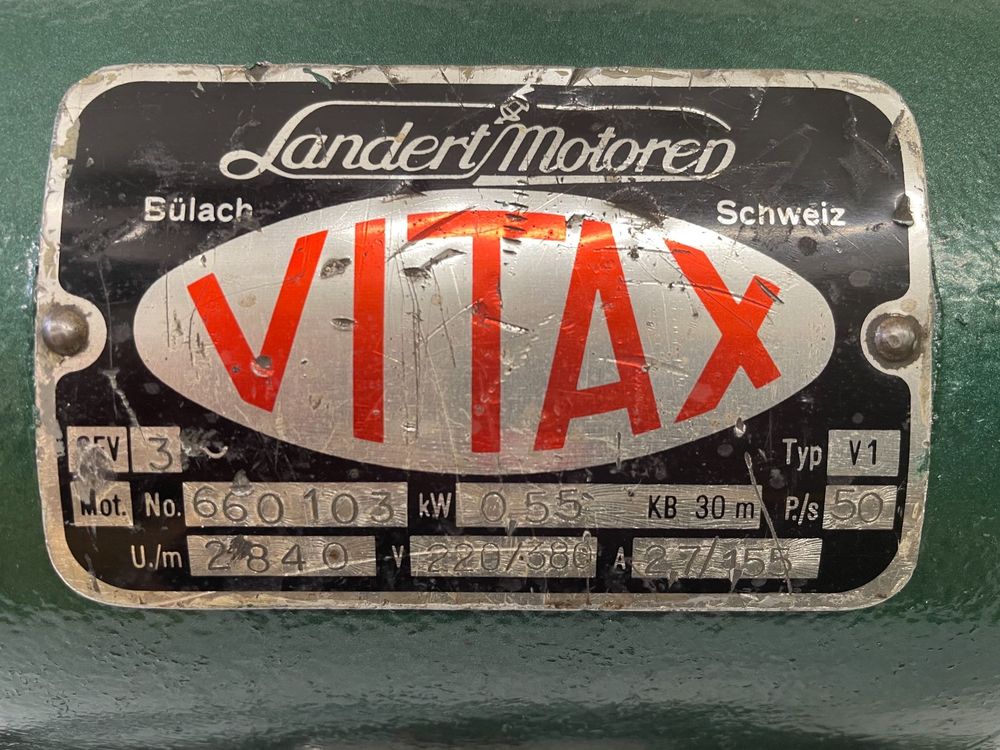 Landert Motoren
Bülach Schweiz
VITAX
SEV 3~ Typ V1
Mot. No. 660 103 kW 0.55 KB 30 m P./s 50
U./m 2840 V 220/380 A 2.7/1.55